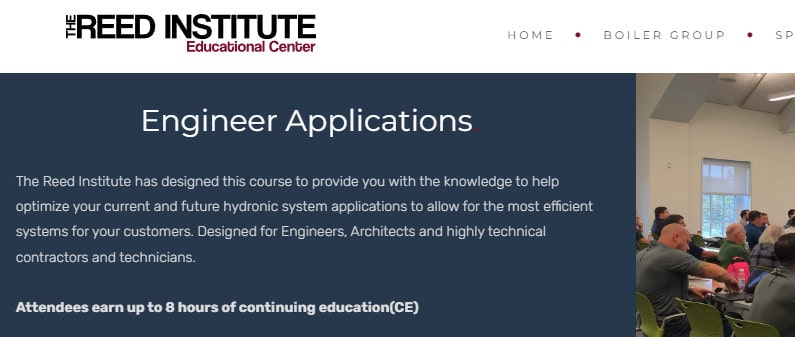 THE REED INSTITUTE
Educational Center
HOME • BOILER GROUP • SP
Engineer Applications.
The Reed Institute has designed this course to provide you with the knowledge to help
optimize your current and future hydronic system applications to allow for the most efficient
systems for your customers. Designed for Engineers, Architects and highly technical
contractors and technicians.
Attendees earn up to 8 hours of continuing education(CE)